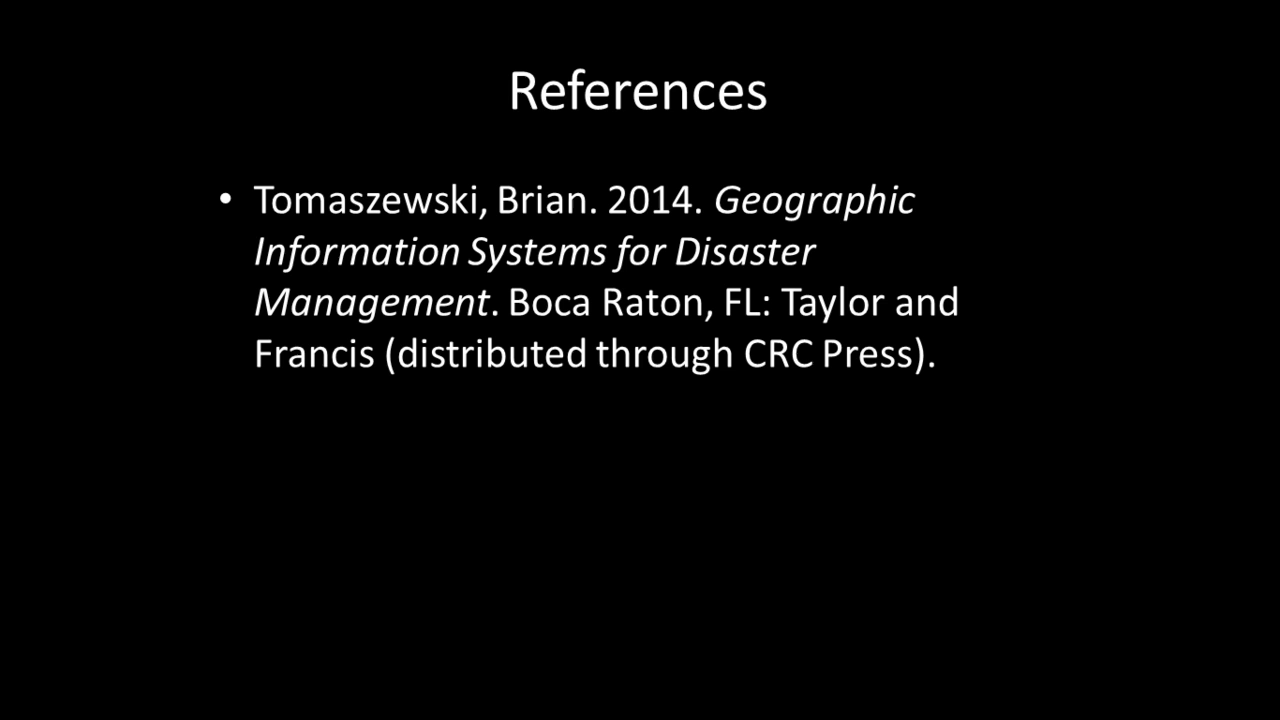 References
• Tomaszewski, Brian. 2014. Geographic
Information Systems for Disaster
Management. Boca Raton, FL: Taylor and
Francis (distributed through CRC Press).